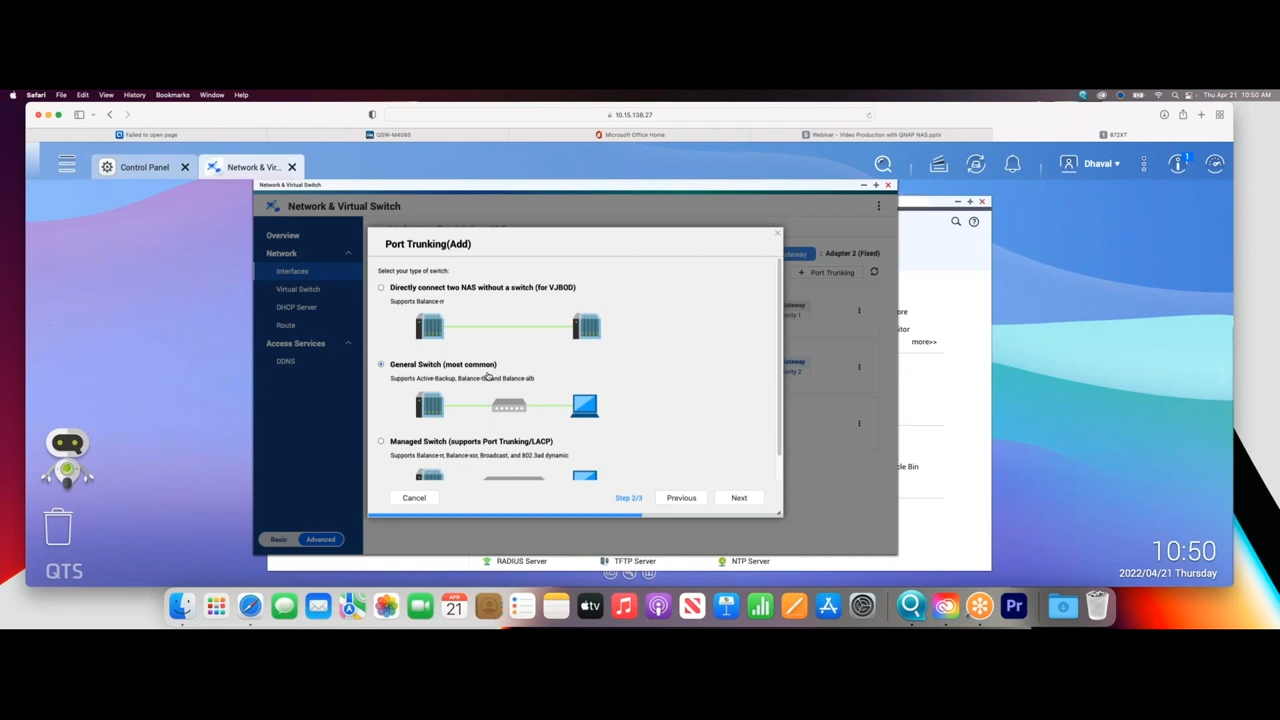 Safari File Edit View History Bookmarks Window Help
Thu Apr 21 10:50 AM
10.15.138.27
Failed to open page
QSW-M408S
Microsoft Office Home
Webinar - Video Production with QNAP NAS.pptx
872XT
Control Panel
Network & Vir...
Dhaval
1
Network & Virtual Switch
Network & Virtual Switch
Overview
Network
Interfaces
Virtual Switch
DHCP Server
Route
Access Services
DDNS
Basic Advanced
: Adapter 2 (Fixed)
+ Port Trunking
more>>
Port Trunking(Add)
Select your type of switch:
Directly connect two NAS without a switch (for VJBOD)
Supports Balance-rr
General Switch (most common)
Supports Active-Backup, and Balance-alb
Managed Switch (supports Port Trunking/LACP)
Supports Balance-rr, Balance-xor, Broadcast, and 802.3ad dynamic
Cancel
Step 2/3
Previous
Next
RADIUS Server
TFTP Server
NTP Server
QTS
10:50
2022/04/21 Thursday
APR
21
tv
Pr